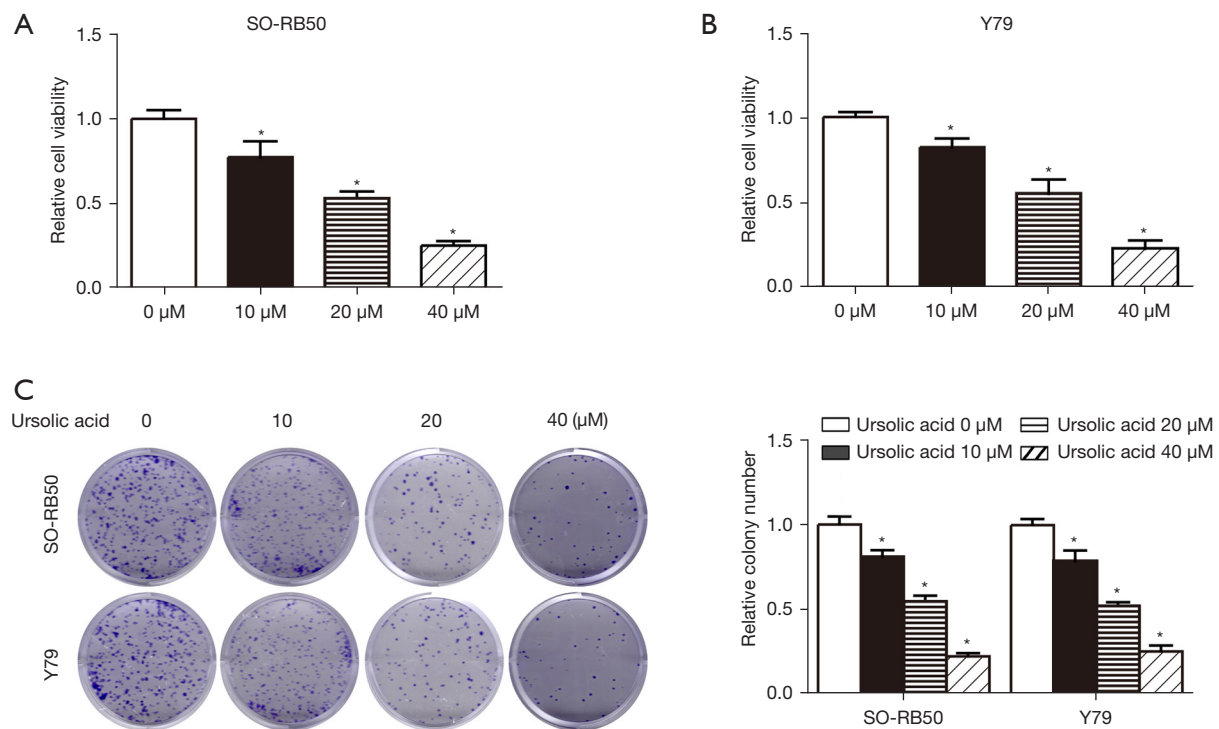 A
SO-RB50
Relative cell viability
1.5
1.0
0.5
0.0
*
*
*
0 µM
10 µM
20 µM
40 µM
B
Y79
Relative cell viability
1.5
1.0
0.5
0.0
*
*
*
0 µM
10 µM
20 µM
40 µM
C
Ursolic acid 0 10 20 40 (µM)
SO-RB50
Y79
Ursolic acid 0 µM Ursolic acid 20 µM
Ursolic acid 10 µM Ursolic acid 40 µM
Relative colony number
1.5
1.0
0.5
0.0
*
*
*
*
*
*
SO-RB50 Y79